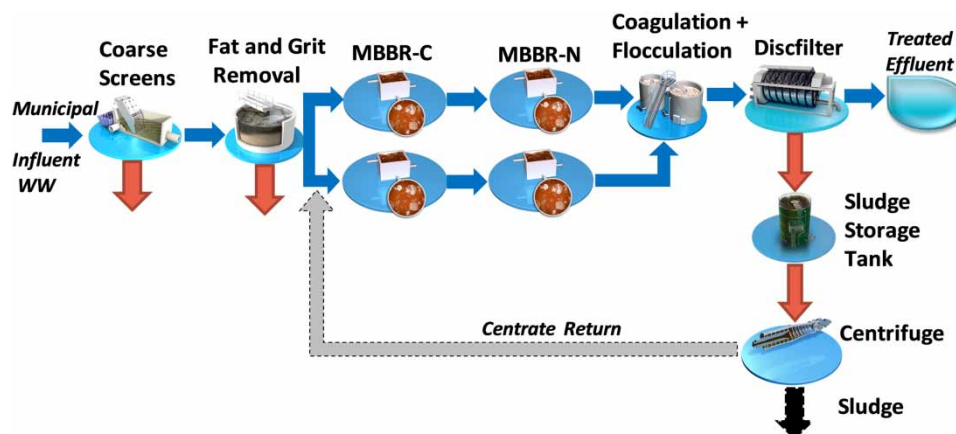 Coarse
Screens
Fat and Grit
Removal
MBBR-C
MBBR-N
Coagulation +
Flocculation
Discfilter
Treated
Effluent
Municipal
Influent
WW
Sludge
Storage
Tank
Centrate Return
Centrifuge
Sludge